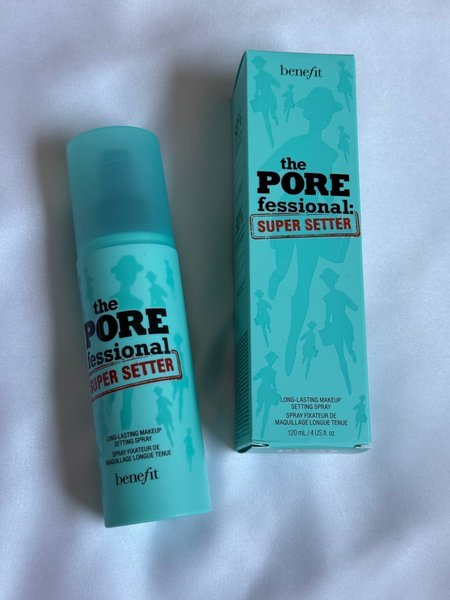 benefit
the
PORE
fessional:
SUPER SETTER
LONG-LASTING MAKEUP
SETTING SPRAY
SPRAY FIXATEUR DE
MAQUILLAGE LONGUE TENUE
120 mL / 4 US fl. oz.
the
PORE
fessional
SUPER SETTER
LONG-LASTING MAKEUP
SETTING SPRAY
SPRAY FIXATEUR DE
MAQUILLAGE LONGUE TENUE
benefit